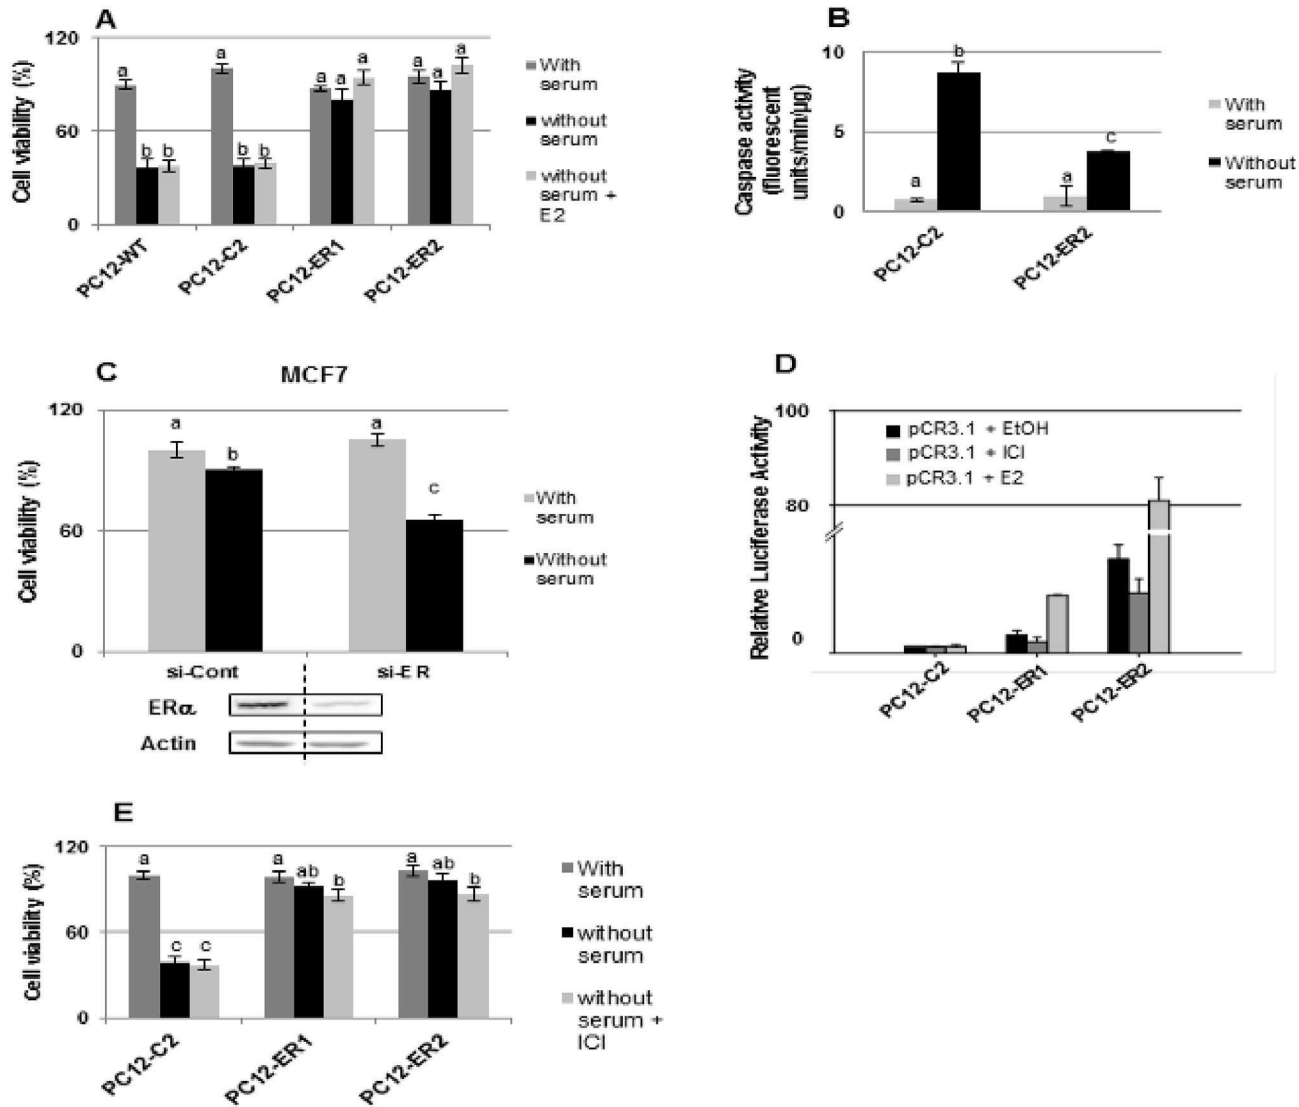 A
120
60
0
Cell viability (%)
a
b b
a
b b
a a a
a a a
PC12-WT
PC12-C2
PC12-ER1
PC12-ER2
With
serum
without
serum
without
serum +
E2
B
10
5
0
Caspase activity
(fluorescent
units/min/µg)
a
b
a
c
PC12-C2
PC12-ER2
With
serum
Without
serum
C
MCF7
120
60
0
Cell viability (%)
a
b
a
c
si-Cont
si-ER
With
serum
Without
serum
ERα
Actin
D
100
80
0
Relative Luciferase Activity
pCR3.1 + EtOH
pCR3.1 + ICI
pCR3.1 + E2
PC12-C2
PC12-ER1
PC12-ER2
E
120
60
0
Cell viability (%)
a
c c
a ab b
a ab b
PC12-C2
PC12-ER1
PC12-ER2
With
serum
without
serum
without
serum +
ICI